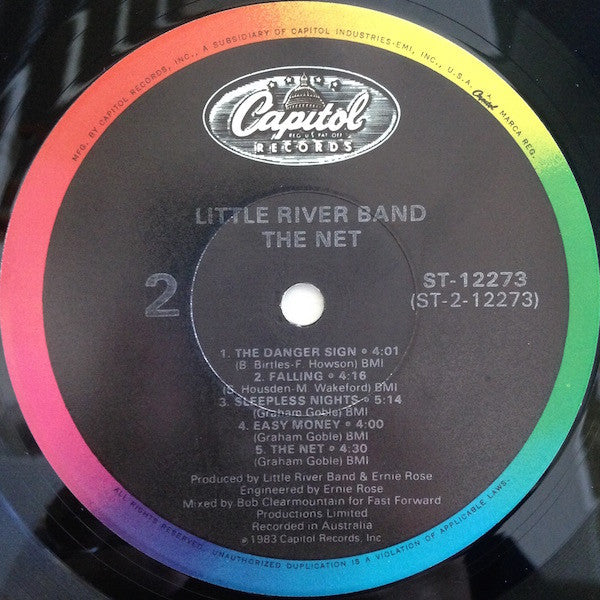 MFG. BY CAPITOL RECORDS, INC., A SUBSIDIARY OF CAPITOL INDUSTRIES-EMI, INC., U.S.A. Capitol MARCA REG.
Capitol
REG. U.S. PAT. OFF.
RECORDS
LITTLE RIVER BAND
THE NET
2
ST-12273
(ST-2-12273)
1. THE DANGER SIGN • 4:01
(B. Birtles-F. Howson) BMI
2. FALLING • 4:16
(S. Housden-M. Wakeford) BMI
3. SLEEPLESS NIGHTS • 5:14
(Graham Goble) BMI
4. EASY MONEY • 4:00
(Graham Goble) BMI
5. THE NET • 4:30
(Graham Goble) BMI
Produced by Little River Band & Ernie Rose
Engineered by Ernie Rose
Mixed by Bob Clearmountain for Fast Forward
Productions Limited
Recorded in Australia
℗ 1983 Capitol Records, Inc.
ALL RIGHTS RESERVED. UNAUTHORIZED DUPLICATION IS A VIOLATION OF APPLICABLE LAWS.